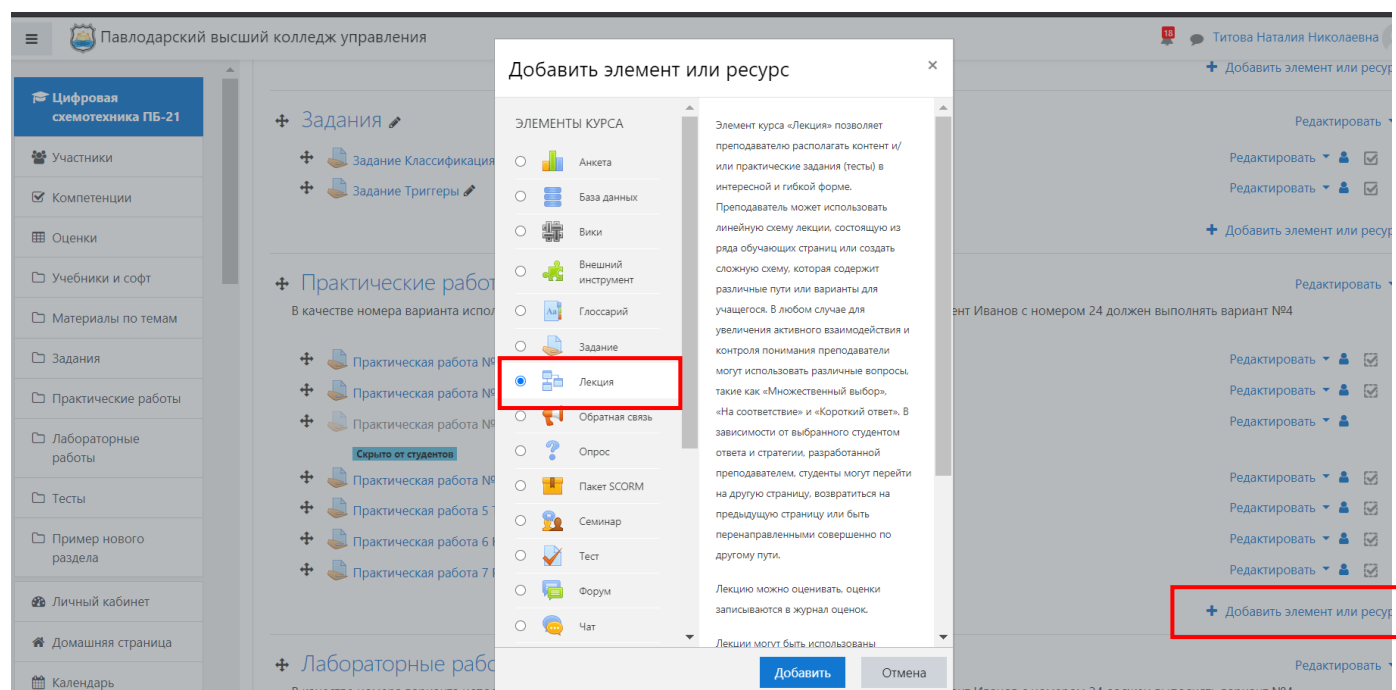 Павлодарский высший колледж управления
18
Титова Наталия Николаевна
Цифровая
схемотехника ПБ-21
Участники
Компетенции
Оценки
Учебники и софт
Материалы по темам
Задания
Практические работы
Лабораторные
работы
Тесты
Пример нового
раздела
Личный кабинет
Домашняя страница
Календарь
Добавить элемент или ресур
Задания
Редактировать
Задание Классификация
Редактировать
Задание Триггеры
Редактировать
Добавить элемент или ресур
Практические работ
Редактировать
В качестве номера варианта испол
ент Иванов с номером 24 должен выполнять вариант №4
Практическая работа №
Редактировать
Практическая работа №
Редактировать
Практическая работа №
Редактировать
Скрыто от студентов
Практическая работа №
Редактировать
Практическая работа 5
Редактировать
Практическая работа 6
Редактировать
Практическая работа 7
Редактировать
Добавить элемент или ресур
Лабораторные рабо
Редактировать
Добавить элемент или ресурс
×
ЭЛЕМЕНТЫ КУРСА
Анкета
База данных
Вики
Внешний
инструмент
Глоссарий
Задание
Лекция
Обратная связь
Опрос
Пакет SCORM
Семинар
Тест
Форум
Чат
Элемент курса «Лекция» позволяет
преподавателю располагать контент и/
или практические задания (тесты) в
интересной и гибкой форме.
Преподаватель может использовать
линейную схему лекции, состоящую из
ряда обучающих страниц или создать
сложную схему, которая содержит
различные пути или варианты для
учащегося. В любом случае для
увеличения активного взаимодействия и
контроля понимания преподаватели
могут использовать различные вопросы,
такие как «Множественный выбор»,
«На соответствие» и «Короткий ответ». В
зависимости от выбранного студентом
ответа и стратегии, разработанной
преподавателем, студенты могут перейти
на другую страницу, возвратиться на
предыдущую страницу или быть
перенаправленными совершенно по
другому пути.
Лекцию можно оценивать, оценки
записываются в журнал оценок.
Лекции могут быть использованы
Добавить
Отмена